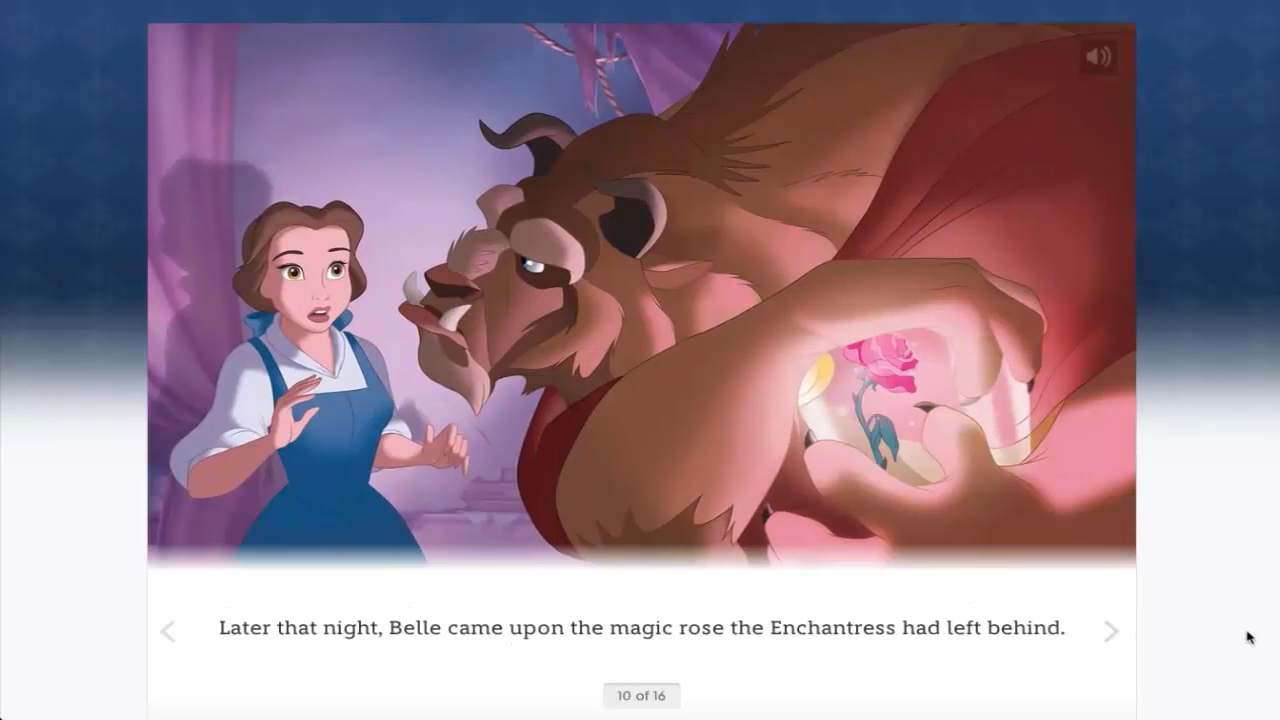 Later that night, Belle came upon the magic rose the Enchantress had left behind.
10 of 16